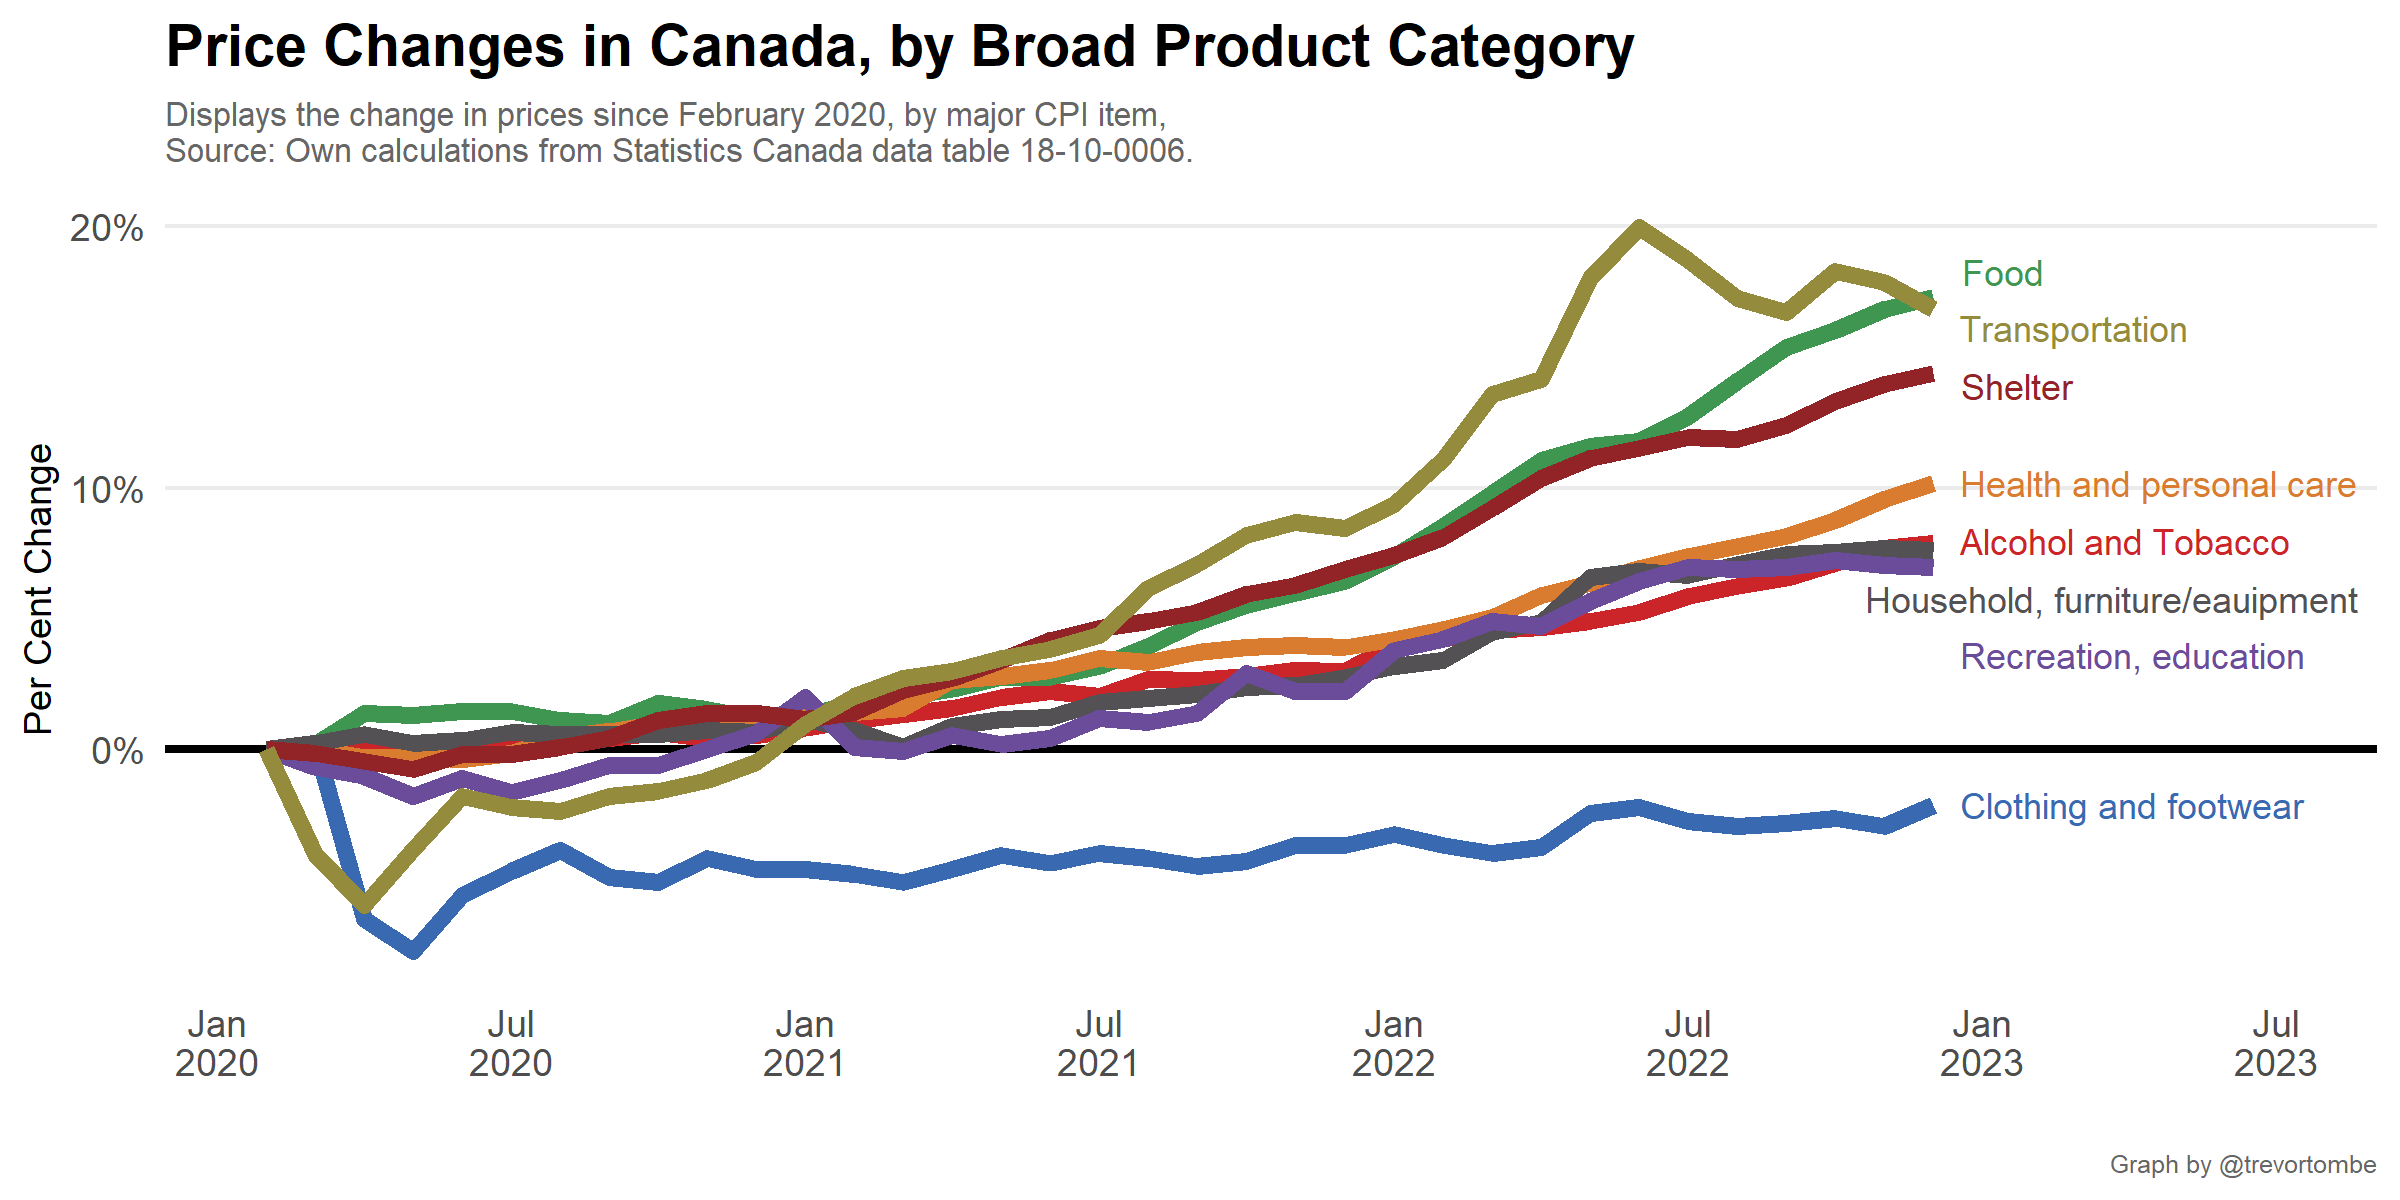 Price Changes in Canada, by Broad Product Category
Displays the change in prices since February 2020, by major CPI item,
Source: Own calculations from Statistics Canada data table 18-10-0006.
Per Cent Change
20%
10%
0%
Food
Transportation
Shelter
Health and personal care
Alcohol and Tobacco
Household, furniture/eauipment
Recreation, education
Clothing and footwear
Jan
2020
Jul
2020
Jan
2021
Jul
2021
Jan
2022
Jul
2022
Jan
2023
Jul
2023
Graph by @trevortombe